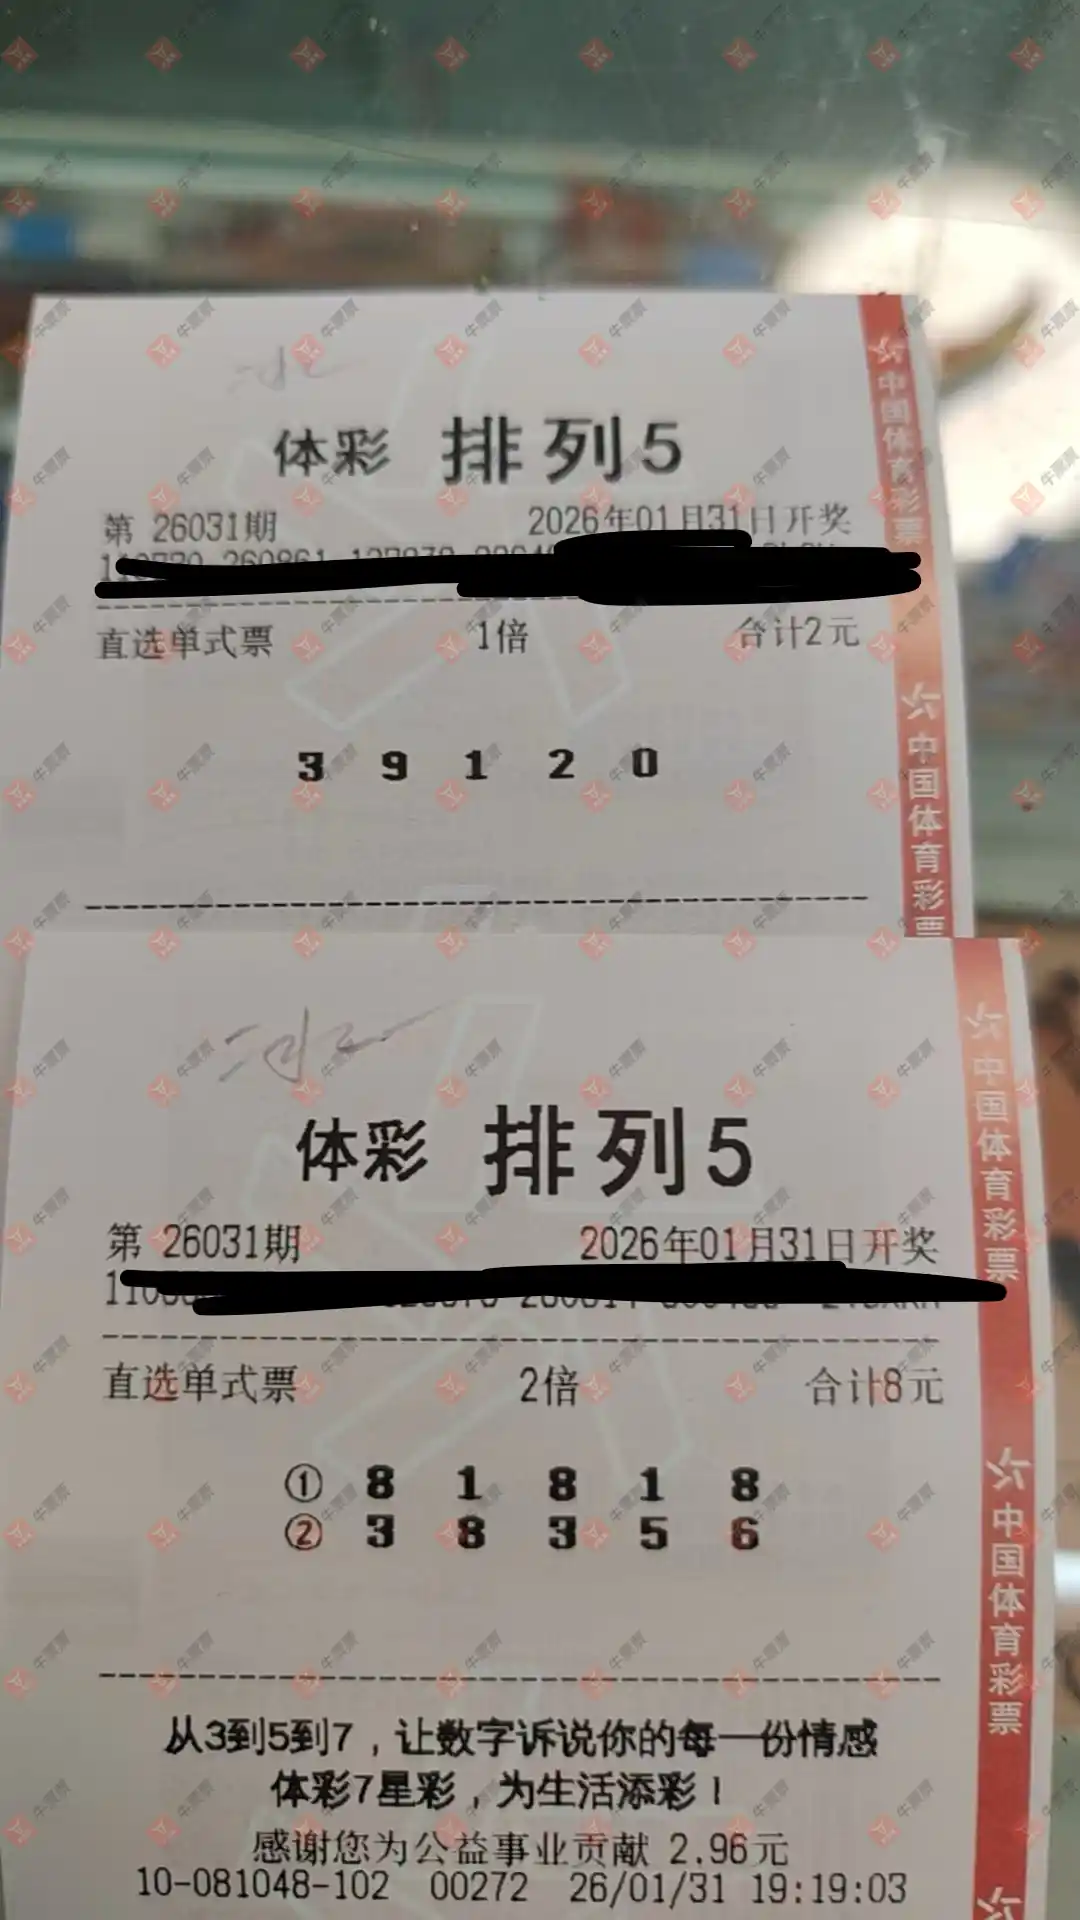 体彩 排列5
第 26031期 2026年01月31日开奖
直选单式票 1倍 合计2元
3 9 1 2 0
中国体育彩票
中国体育彩票
体彩 排列5
第 26031期 2026年01月31日开奖
直选单式票 2倍 合计8元
① 8 1 8 1 8
② 3 8 3 5 6
从3到5到7，让数字诉说你的每一份情感
体彩7星彩，为生活添彩！
感谢您为公益事业贡献 2.96元
10-081048-102 00272 26/01/31 19:19:03
中国体育彩票
中国体育彩票
牛票票